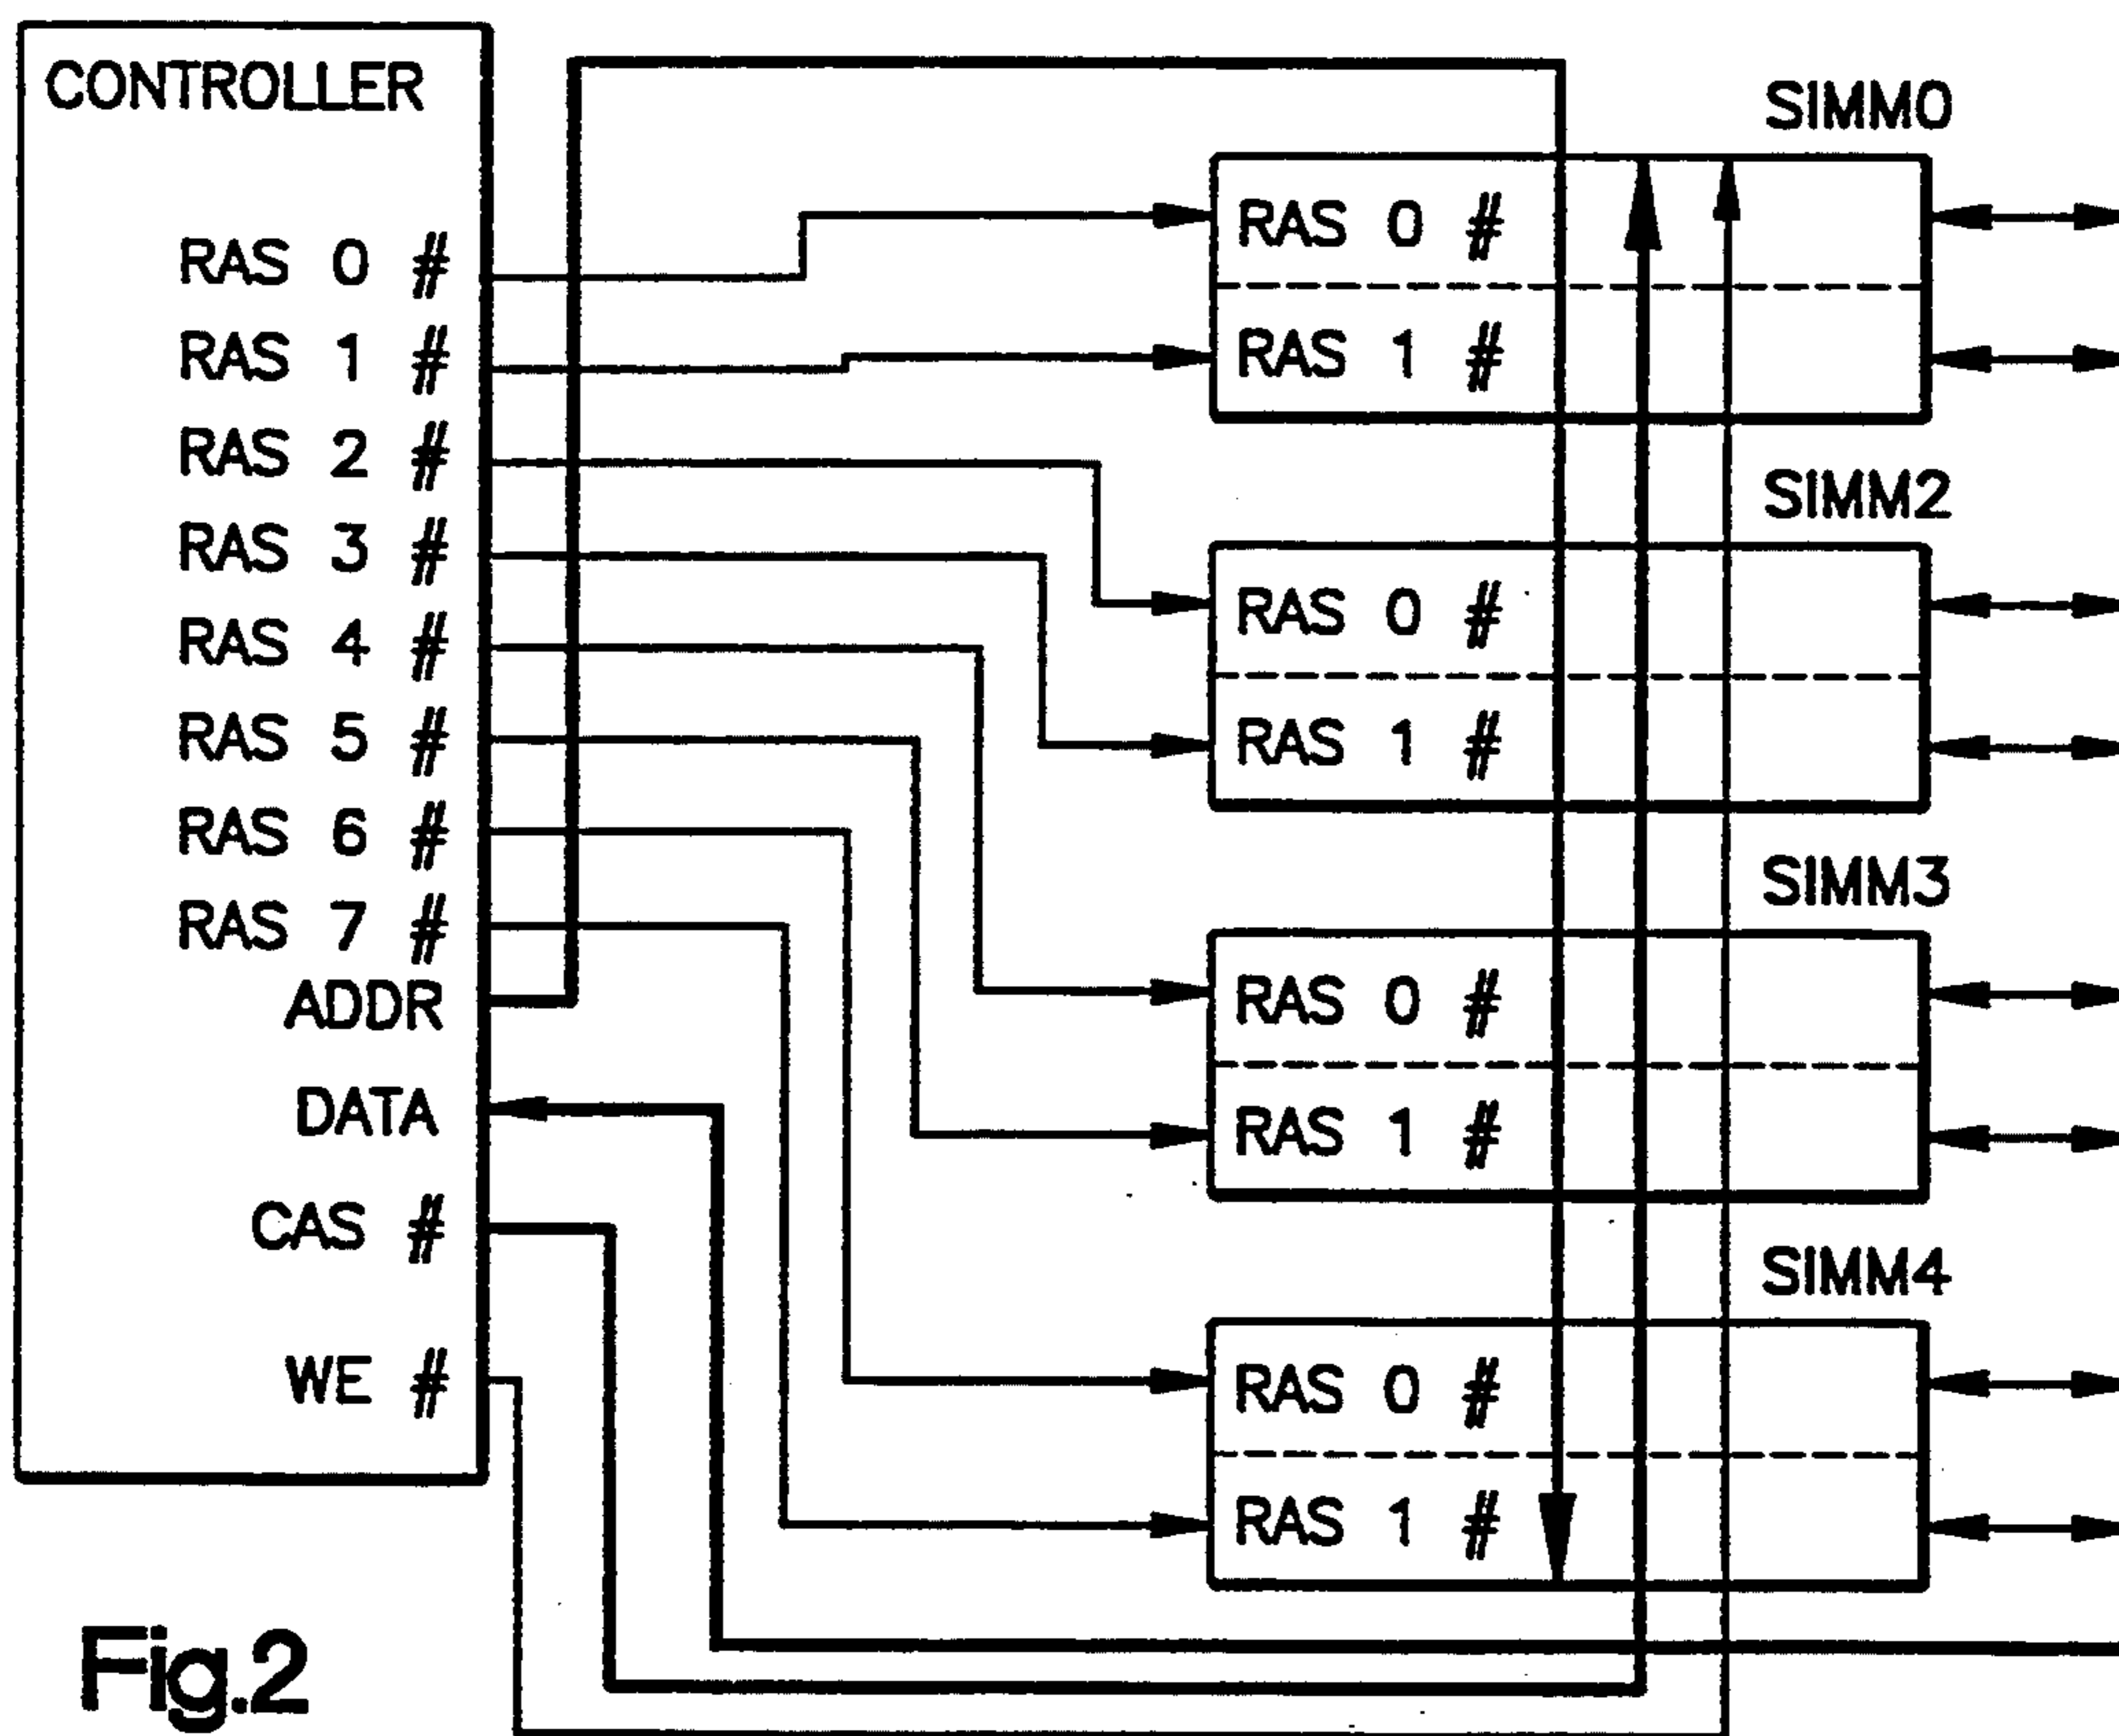 CONTROLLER
RAS 0 #
RAS 1 #
RAS 2 #
RAS 3 #
RAS 4 #
RAS 5 #
RAS 6 #
RAS 7 #
ADDR
DATA
CAS #
WE #
SIMM0
RAS 0 #
RAS 1 #
SIMM2
RAS 0 #
RAS 1 #
SIMM3
RAS 0 #
RAS 1 #
SIMM4
RAS 0 #
RAS 1 #
Fig.2